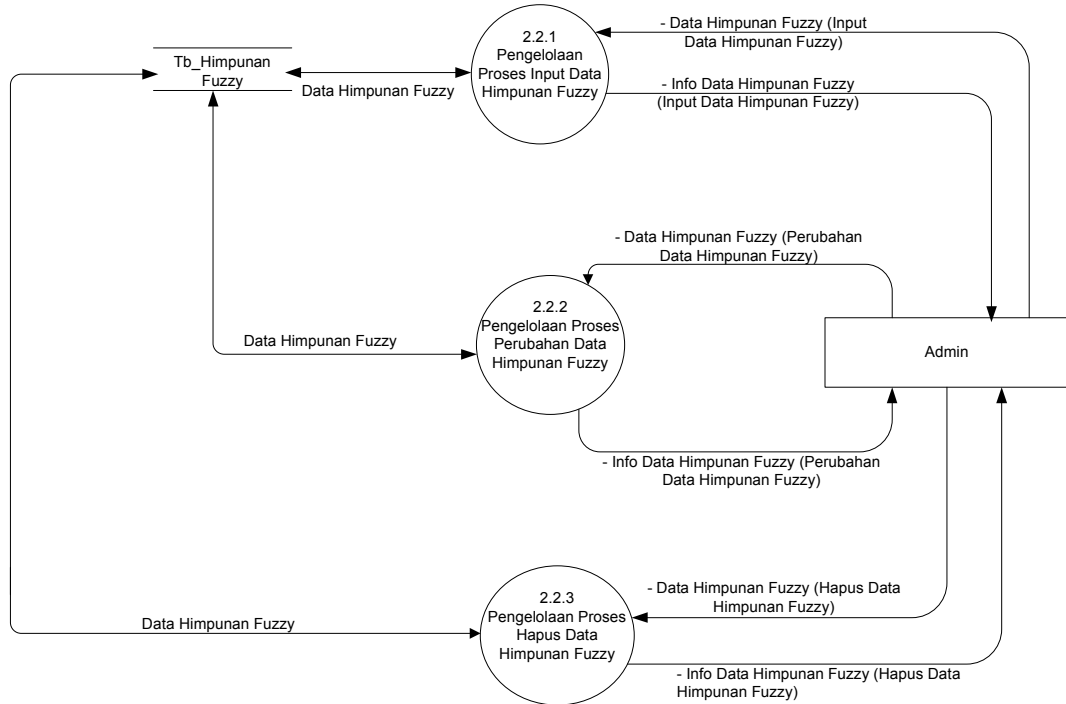 Tb_Himpunan
Fuzzy
Data Himpunan Fuzzy
2.2.1
Pengelolaan
Proses Input Data
Himpunan Fuzzy
- Data Himpunan Fuzzy (Input
Data Himpunan Fuzzy)
- Info Data Himpunan Fuzzy
(Input Data Himpunan Fuzzy)
- Data Himpunan Fuzzy (Perubahan
Data Himpunan Fuzzy)
Data Himpunan Fuzzy
2.2.2
Pengelolaan Proses
Perubahan Data
Himpunan Fuzzy
Admin
- Info Data Himpunan Fuzzy (Perubahan
Data Himpunan Fuzzy)
Data Himpunan Fuzzy
2.2.3
Pengelolaan Proses
Hapus Data
Himpunan Fuzzy
- Data Himpunan Fuzzy (Hapus Data
Himpunan Fuzzy)
- Info Data Himpunan Fuzzy (Hapus Data
Himpunan Fuzzy)